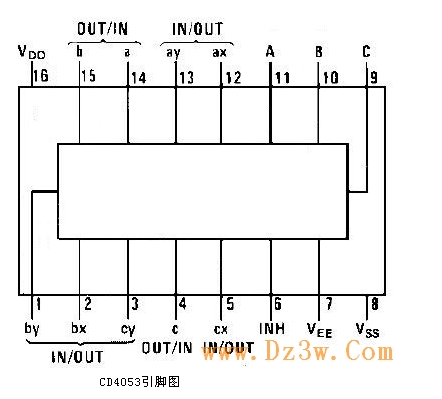 OUT/IN IN/OUT
VDD b a ay ax A B C
16 15 14 13 12 11 10 9
1 2 3 4 5 6 7 8
by bx cy c cx INH VEE VSS
IN/OUT OUT/IN IN/OUT
www.Dz3w.Com
CD4053引脚图